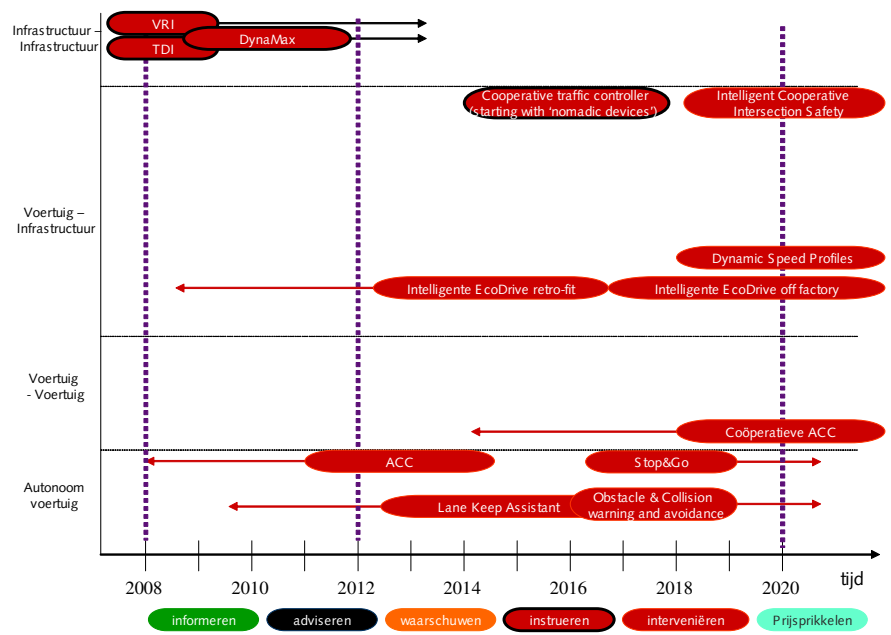 Infrastructuur –
Infrastructuur
VRI
TDI
DynaMax
Cooperative traffic controller
(starting with ‘nomadic devices’)
Intelligent Cooperative
Intersection Safety
Voertuig –
Infrastructuur
Dynamic Speed Profiles
Intelligente EcoDrive retro-fit
Intelligente EcoDrive off factory
Voertuig
- Voertuig
Coöperatieve ACC
Autonoom
voertuig
ACC
Stop&Go
Lane Keep Assistant
Obstacle & Collision
warning and avoidance
2008 2010 2012 2014 2016 2018 2020
tijd
informeren adviseren waarschuwen instrueren interveniëren Prijsprikkelen